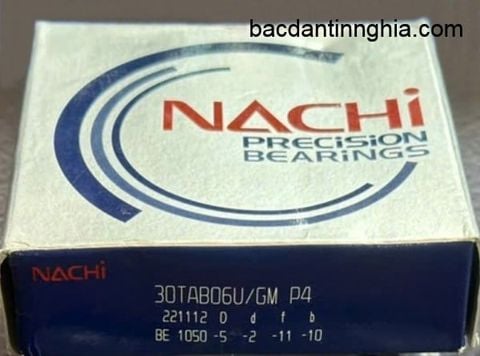 bacdantinnghia.com
NACHi
PRECiSiON
BEARiNGS
NACHi
30TAB06U/GM P4
221112 D d f b
BE 1050 -5 -2 -11 -10